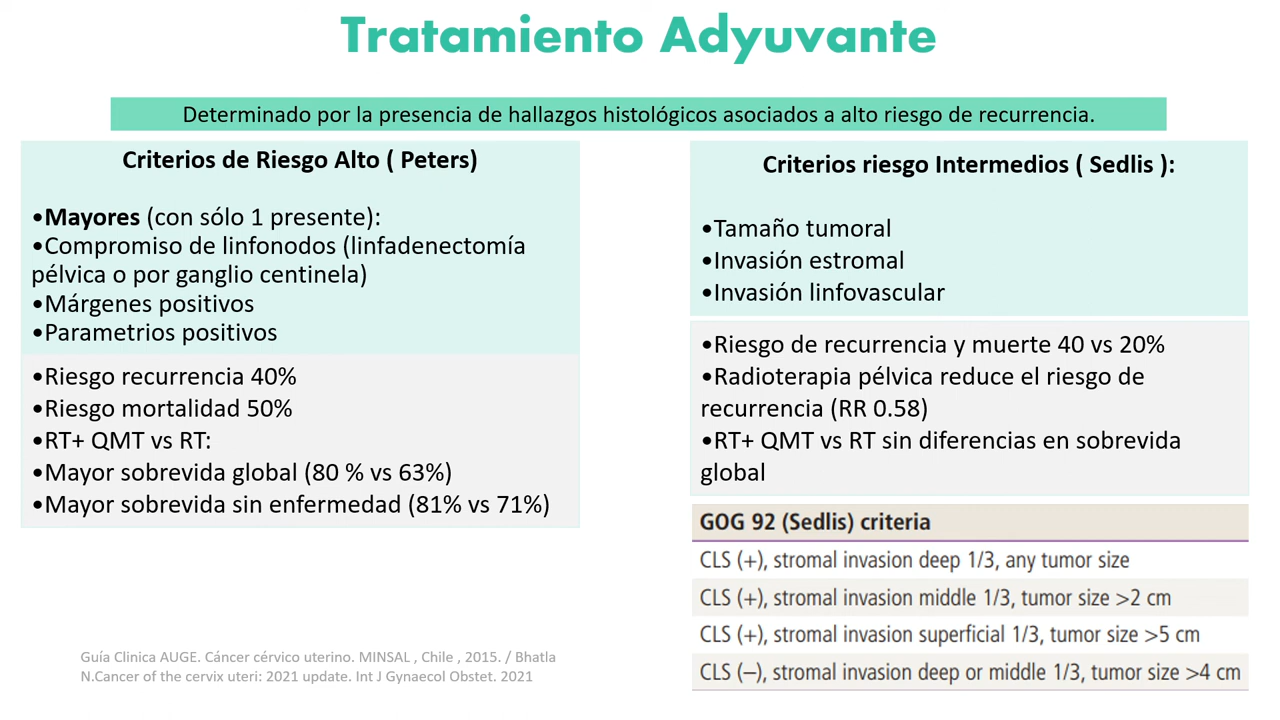 Tratamiento Adyuvante
Determinado por la presencia de hallazgos histológicos asociados a alto riesgo de recurrencia.
Criterios de Riesgo Alto ( Peters)
•Mayores (con sólo 1 presente):
•Compromiso de linfonodos (linfadenectomía
pélvica o por ganglio centinela)
•Márgenes positivos
•Parametrios positivos
•Riesgo recurrencia 40%
•Riesgo mortalidad 50%
•RT+ QMT vs RT:
•Mayor sobrevida global (80 % vs 63%)
•Mayor sobrevida sin enfermedad (81% vs 71%)
Criterios riesgo Intermedios ( Sedlis ):
•Tamaño tumoral
•Invasión estromal
•Invasión linfovascular
•Riesgo de recurrencia y muerte 40 vs 20%
•Radioterapia pélvica reduce el riesgo de
recurrencia (RR 0.58)
•RT+ QMT vs RT sin diferencias en sobrevida
global
GOG 92 (Sedlis) criteria
CLS (+), stromal invasion deep 1/3, any tumor size
CLS (+), stromal invasion middle 1/3, tumor size >2 cm
CLS (+), stromal invasion superficial 1/3, tumor size >5 cm
CLS (–), stromal invasion deep or middle 1/3, tumor size >4 cm
Guía Clinica AUGE. Cáncer cérvico uterino. MINSAL , Chile , 2015. / Bhatla
N.Cancer of the cervix uteri: 2021 update. Int J Gynaecol Obstet. 2021